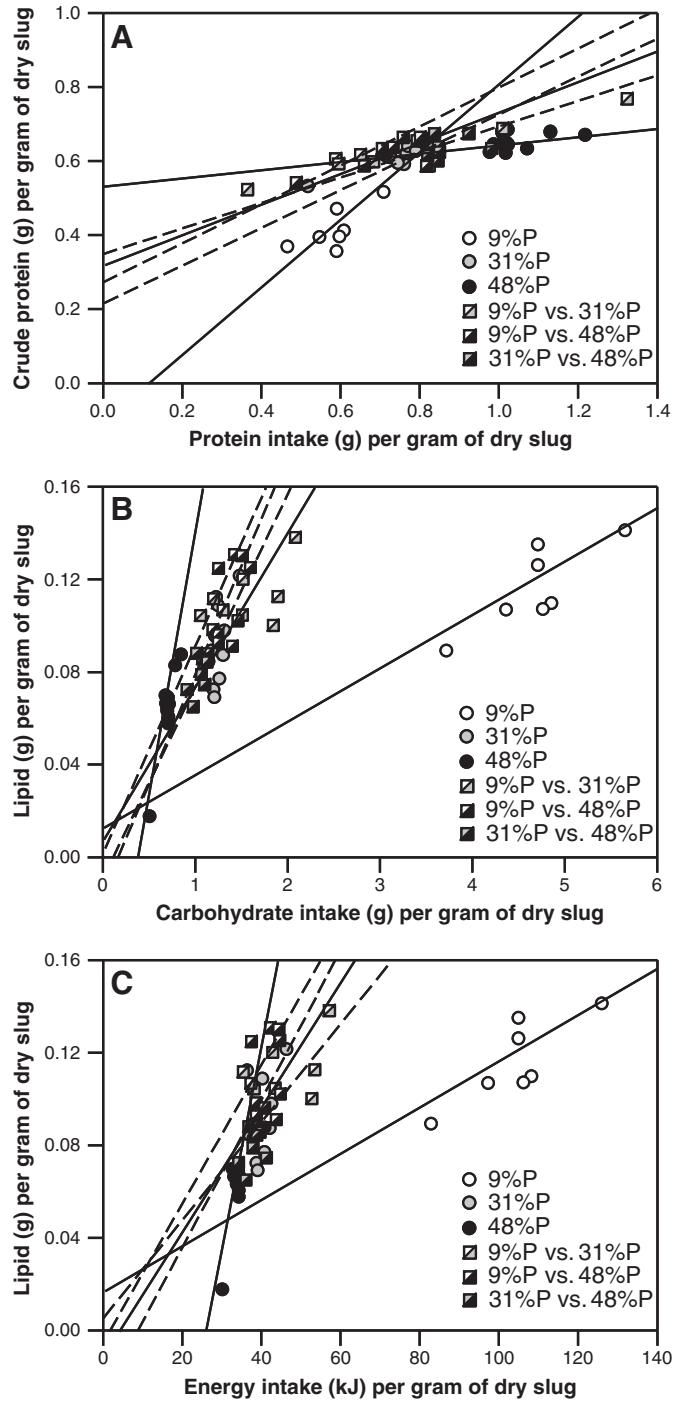 A
1.0
0.8
0.6
0.4
0.2
0.0
Crude protein (g) per gram of dry slug
9%P
31%P
48%P
9%P vs. 31%P
9%P vs. 48%P
31%P vs. 48%P
0.0 0.2 0.4 0.6 0.8 1.0 1.2 1.4
Protein intake (g) per gram of dry slug
B
0.16
0.12
0.08
0.04
0.00
Lipid (g) per gram of dry slug
9%P
31%P
48%P
9%P vs. 31%P
9%P vs. 48%P
31%P vs. 48%P
0 1 2 3 4 5 6
Carbohydrate intake (g) per gram of dry slug
C
0.16
0.12
0.08
0.04
0.00
Lipid (g) per gram of dry slug
9%P
31%P
48%P
9%P vs. 31%P
9%P vs. 48%P
31%P vs. 48%P
0 20 40 60 80 100 120 140
Energy intake (kJ) per gram of dry slug